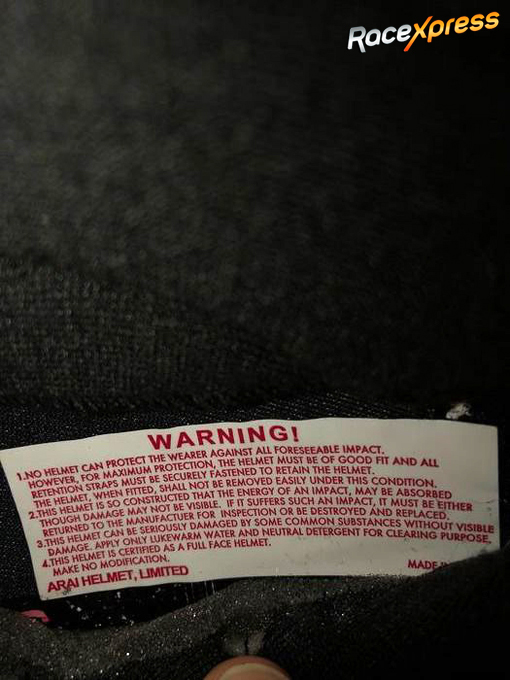 RaceXpress
WARNING!
1.NO HELMET CAN PROTECT THE WEARER AGAINST ALL FORESEEABLE IMPACT.
HOWEVER, FOR MAXIMUM PROTECTION, THE HELMET MUST BE OF GOOD FIT AND ALL
RETENTION STRAPS MUST BE SECURELY FASTENED TO RETAIN THE HELMET.
THE HELMET, WHEN FITTED, SHALL NOT BE REMOVED EASILY UNDER THIS CONDITION.
2.THIS HELMET IS SO CONSTRUCTED THAT THE ENERGY OF AN IMPACT, MAY BE ABSORBED
THOUGH DAMAGE MAY NOT BE VISIBLE. IF IT SUFFERS SUCH AN IMPACT, IT MUST BE EITHER
RETURNED TO THE MANUFACTUER FOR INSPECTION OR BE DESTROYED AND REPLACED.
3.THIS HELMET CAN BE SERIOUSLY DAMAGED BY SOME COMMON SUBSTANCES WITHOUT VISIBLE
DAMAGE. APPLY ONLY LUKEWARM WATER AND NEUTRAL DETERGENT FOR CLEARING PURPOSE.
4.THIS HELMET IS CERTIFIED AS A FULL FACE HELMET.
MAKE NO MODIFICATION.
ARAI HELMET, LIMITED
MADE